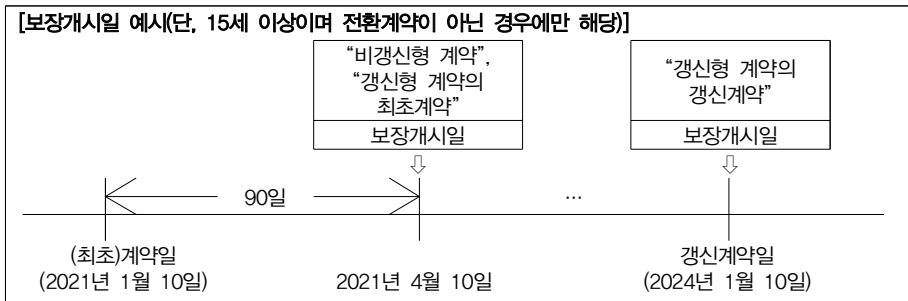 [보장개시일 예시(단, 15세 이상이며 전환계약이 아닌 경우에만 해당)]
“비갱신형 계약”,
“갱신형 계약의
최초계약”
보장개시일
“갱신형 계약의
갱신계약”
보장개시일
90일
...
(최초)계약일
(2021년 1월 10일)
2021년 4월 10일
갱신계약일
(2024년 1월 10일)